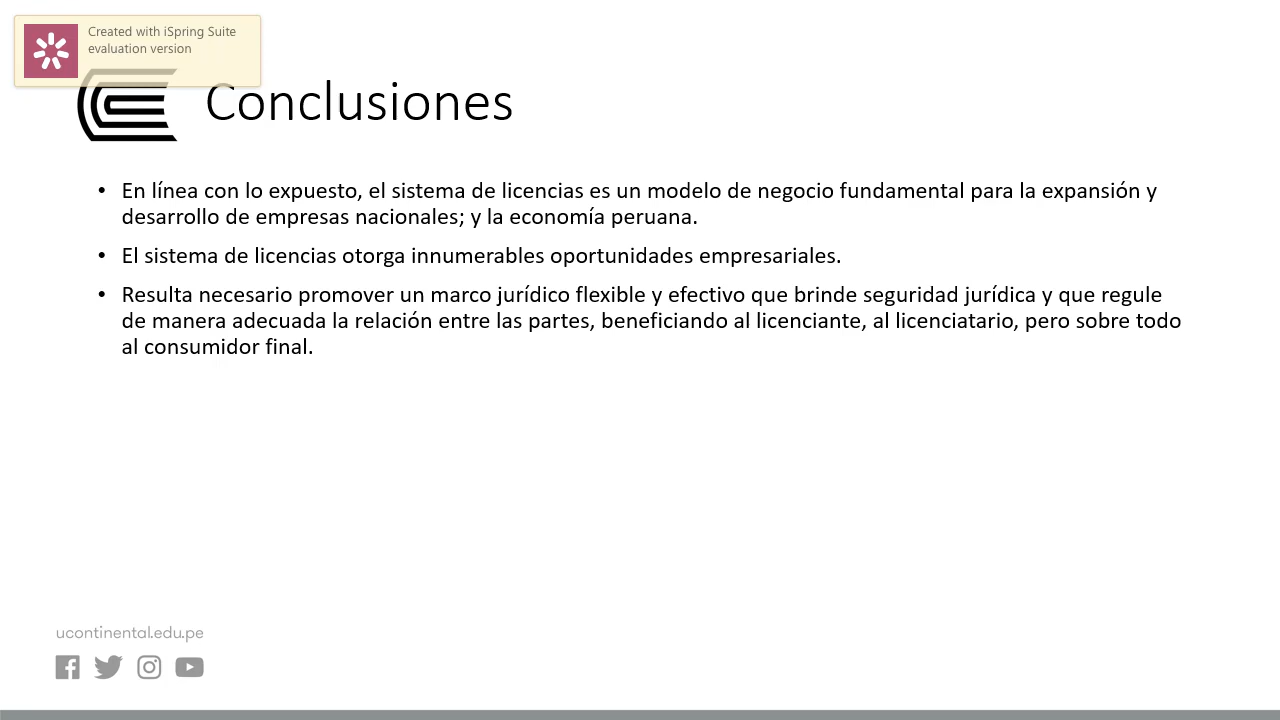 Created with iSpring Suite
evaluation version
Conclusiones
• En línea con lo expuesto, el sistema de licencias es un modelo de negocio fundamental para la expansión y
desarrollo de empresas nacionales; y la economía peruana.
• El sistema de licencias otorga innumerables oportunidades empresariales.
• Resulta necesario promover un marco jurídico flexible y efectivo que brinde seguridad jurídica y que regule
de manera adecuada la relación entre las partes, beneficiando al licenciante, al licenciatario, pero sobre todo
al consumidor final.
ucontinental.edu.pe